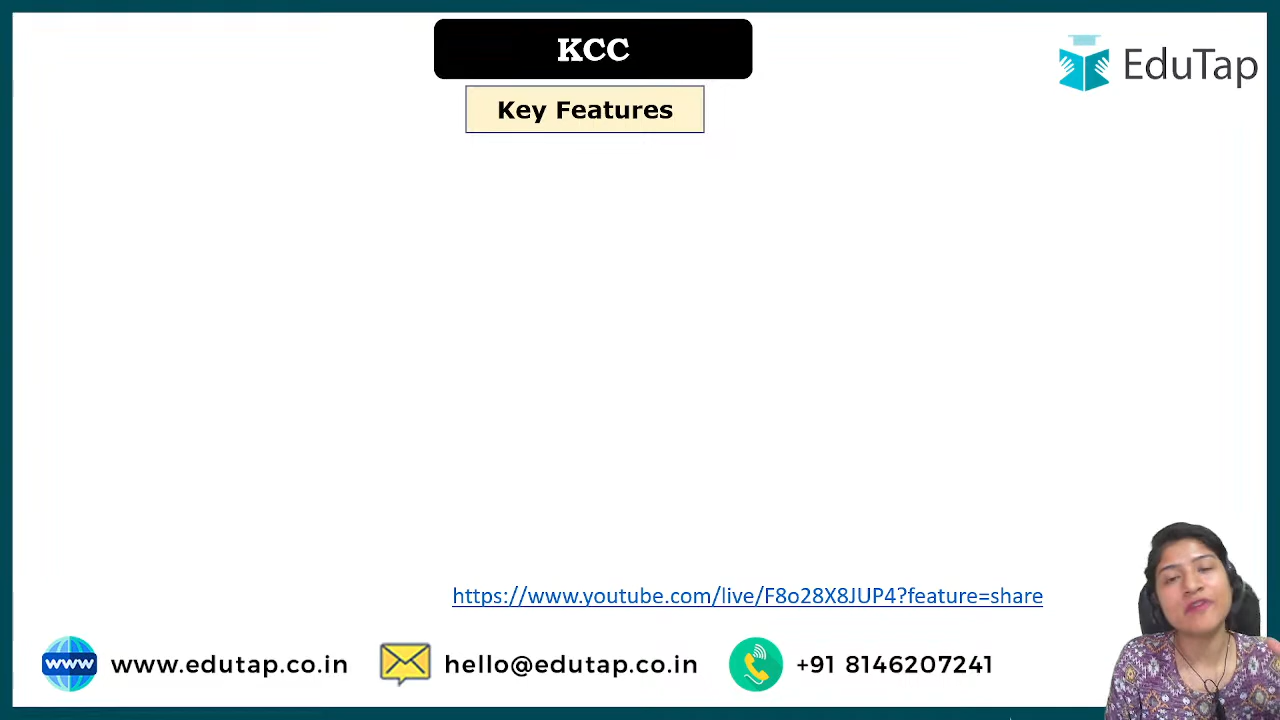 KCC
EduTap
Key Features
https://www.youtube.com/live/F8o28X8JUP4?feature=share
www
www.edutap.co.in
hello@edutap.co.in
+91 8146207241